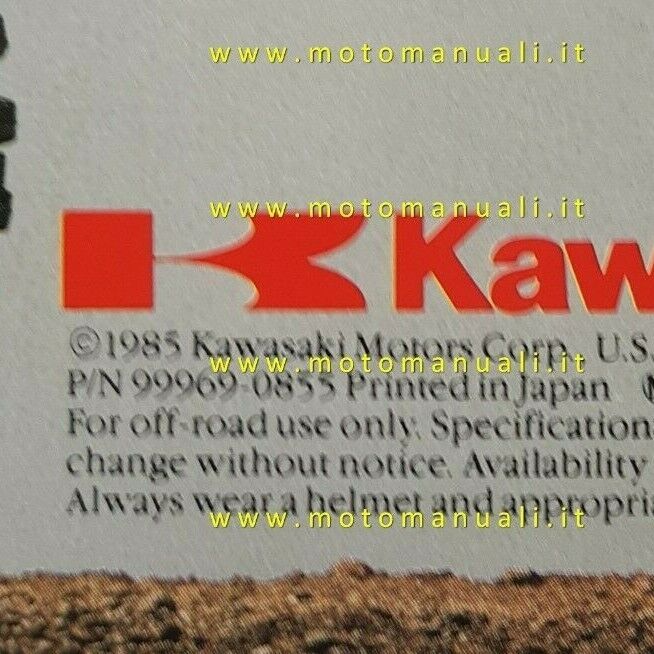 www.motomanuali.it
www.motomanuali.it
Kaw
©1985 Kawasaki Motors Corp. U.S.
www.motomanuali.it
P/N 99969-0855 Printed in Japan
For off-road use only. Specification
change without notice. Availability
Always wear a helmet and appropria
www.motomanuali.it